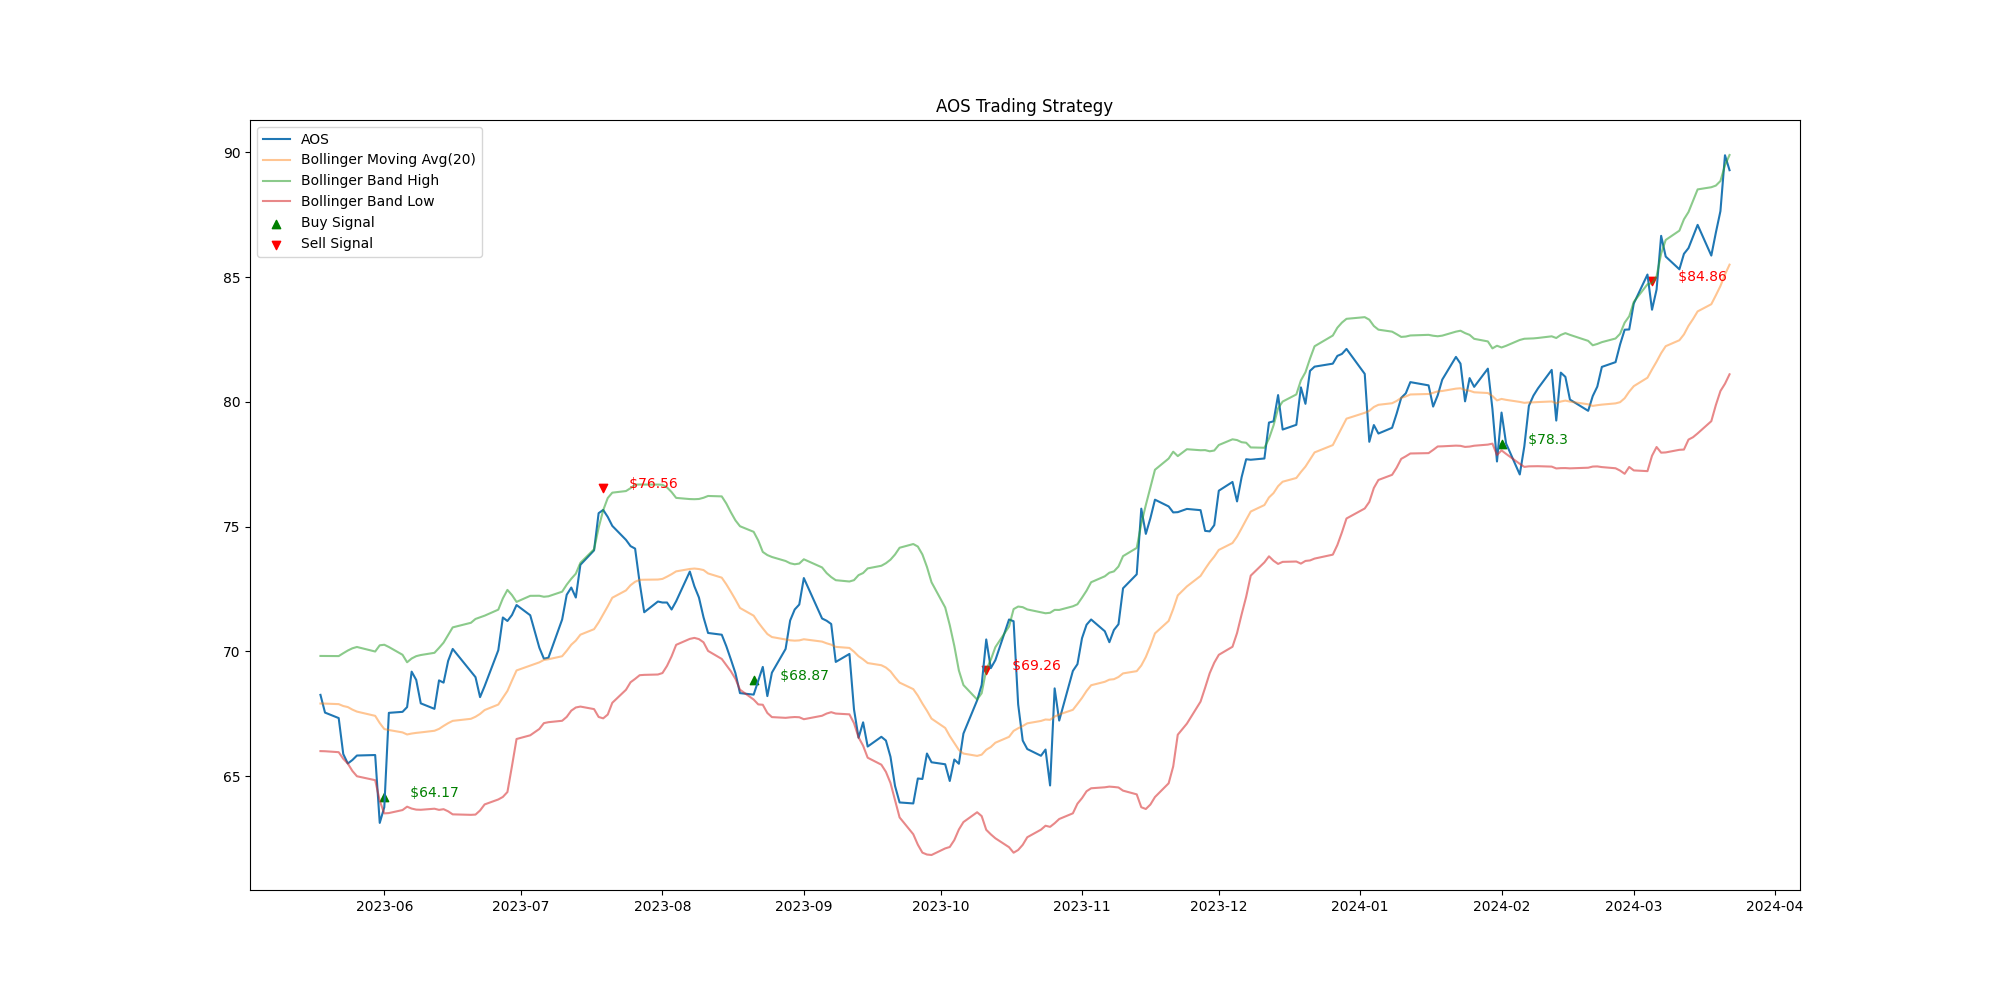 AOS Trading Strategy
AOS
Bollinger Moving Avg(20)
Bollinger Band High
Bollinger Band Low
Buy Signal
Sell Signal
90
85
80
75
70
65
$64.17
$76.56
$68.87
$69.26
$78.3
$84.86
2023-06 2023-07 2023-08 2023-09 2023-10 2023-11 2023-12 2024-01 2024-02 2024-03 2024-04